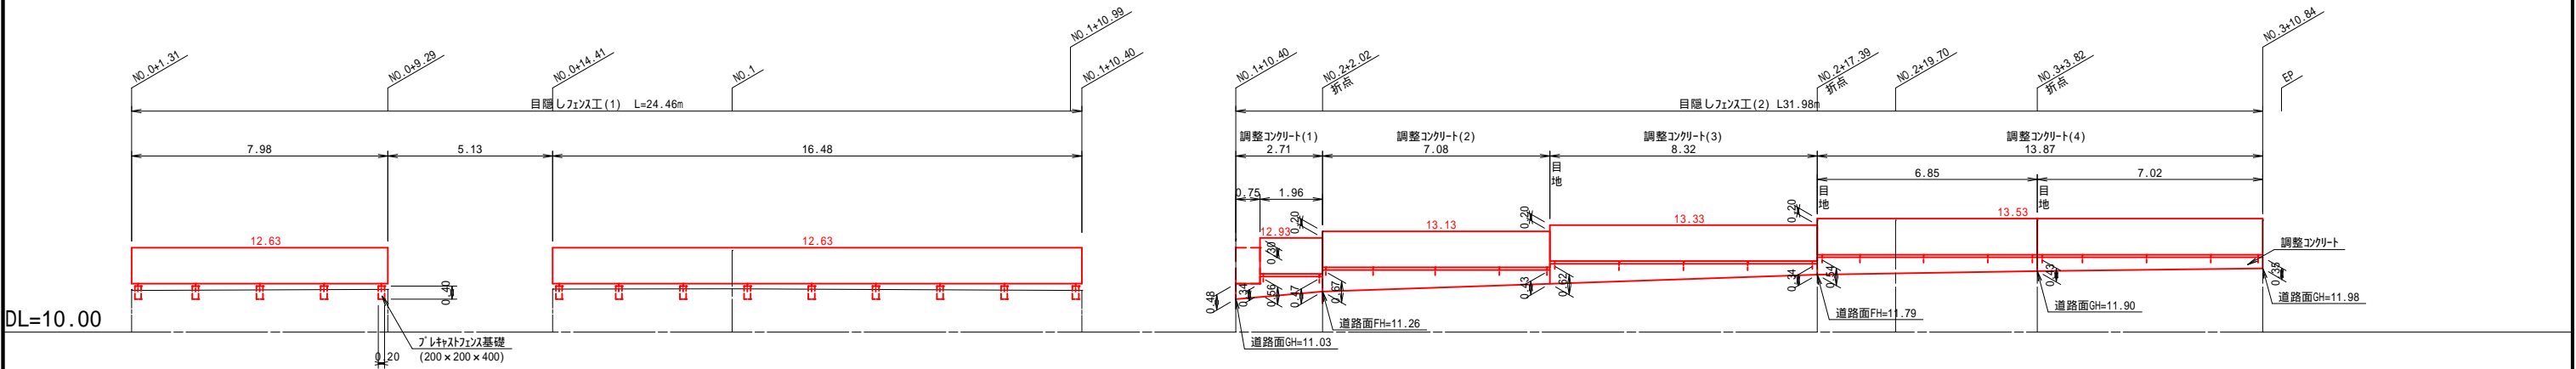 NO.0+1.31
NO.0+9.29
NO.0+14.41
NO.1
NO.1+10.99
NO.1+10.40
NO.1+10.40
NO.2+2.02
折点
NO.2+17.39
折点
NO.2+19.70
NO.3+3.82
折点
NO.3+10.84
EP
目隠しフェンス工(1) L=24.46m
目隠しフェンス工(2) L31.98m
調整コンクリート(1)
調整コンクリート(2)
調整コンクリート(3)
調整コンクリート(4)
7.98
5.13
16.48
2.71
7.08
8.32
13.87
目地
6.85
7.02
0.75
1.96
目地
目地
0.20
0.20
0.20
12.63
12.63
12.93
13.13
13.33
13.53
0.30
調整コンクリート
0.40
0.48
0.34
0.56
0.47
0.67
0.43
0.62
0.34
0.54
0.43
0.35
DL=10.00
プレキャストフェンス基礎
(200×200×400)
0.20
道路面GH=11.03
道路面FH=11.26
道路面FH=11.79
道路面GH=11.90
道路面GH=11.98